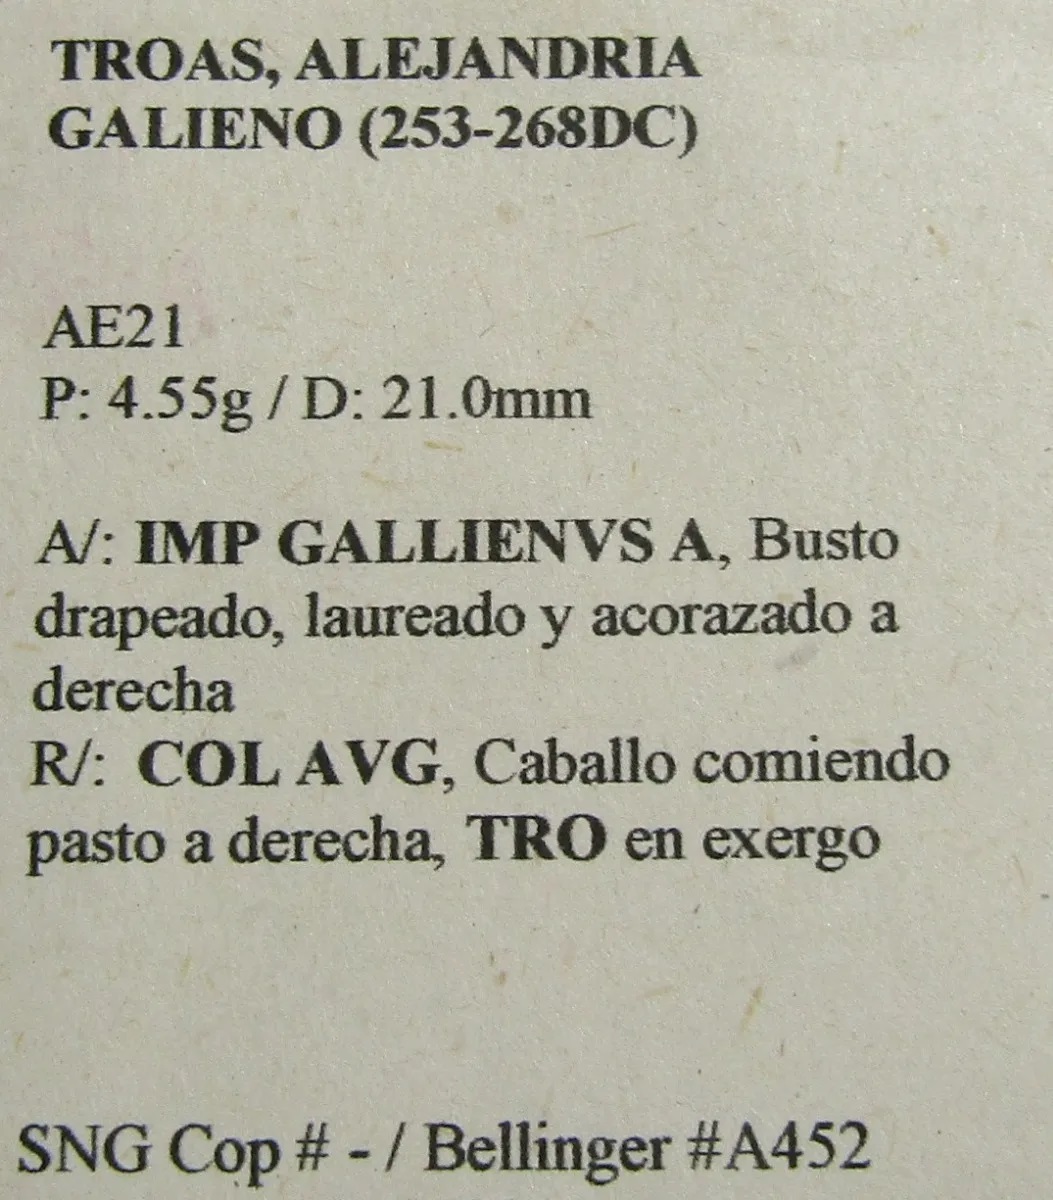 TROAS, ALEJANDRIA
GALIENO (253-268DC)
AE21
P: 4.55g / D: 21.0mm
A/: IMP GALLIENVS A, Busto
drapeado, laureado y acorazado a
derecha
R/: COL AVG, Caballo comiendo
pasto a derecha, TRO en exergo
SNG Cop # - / Bellinger #A452